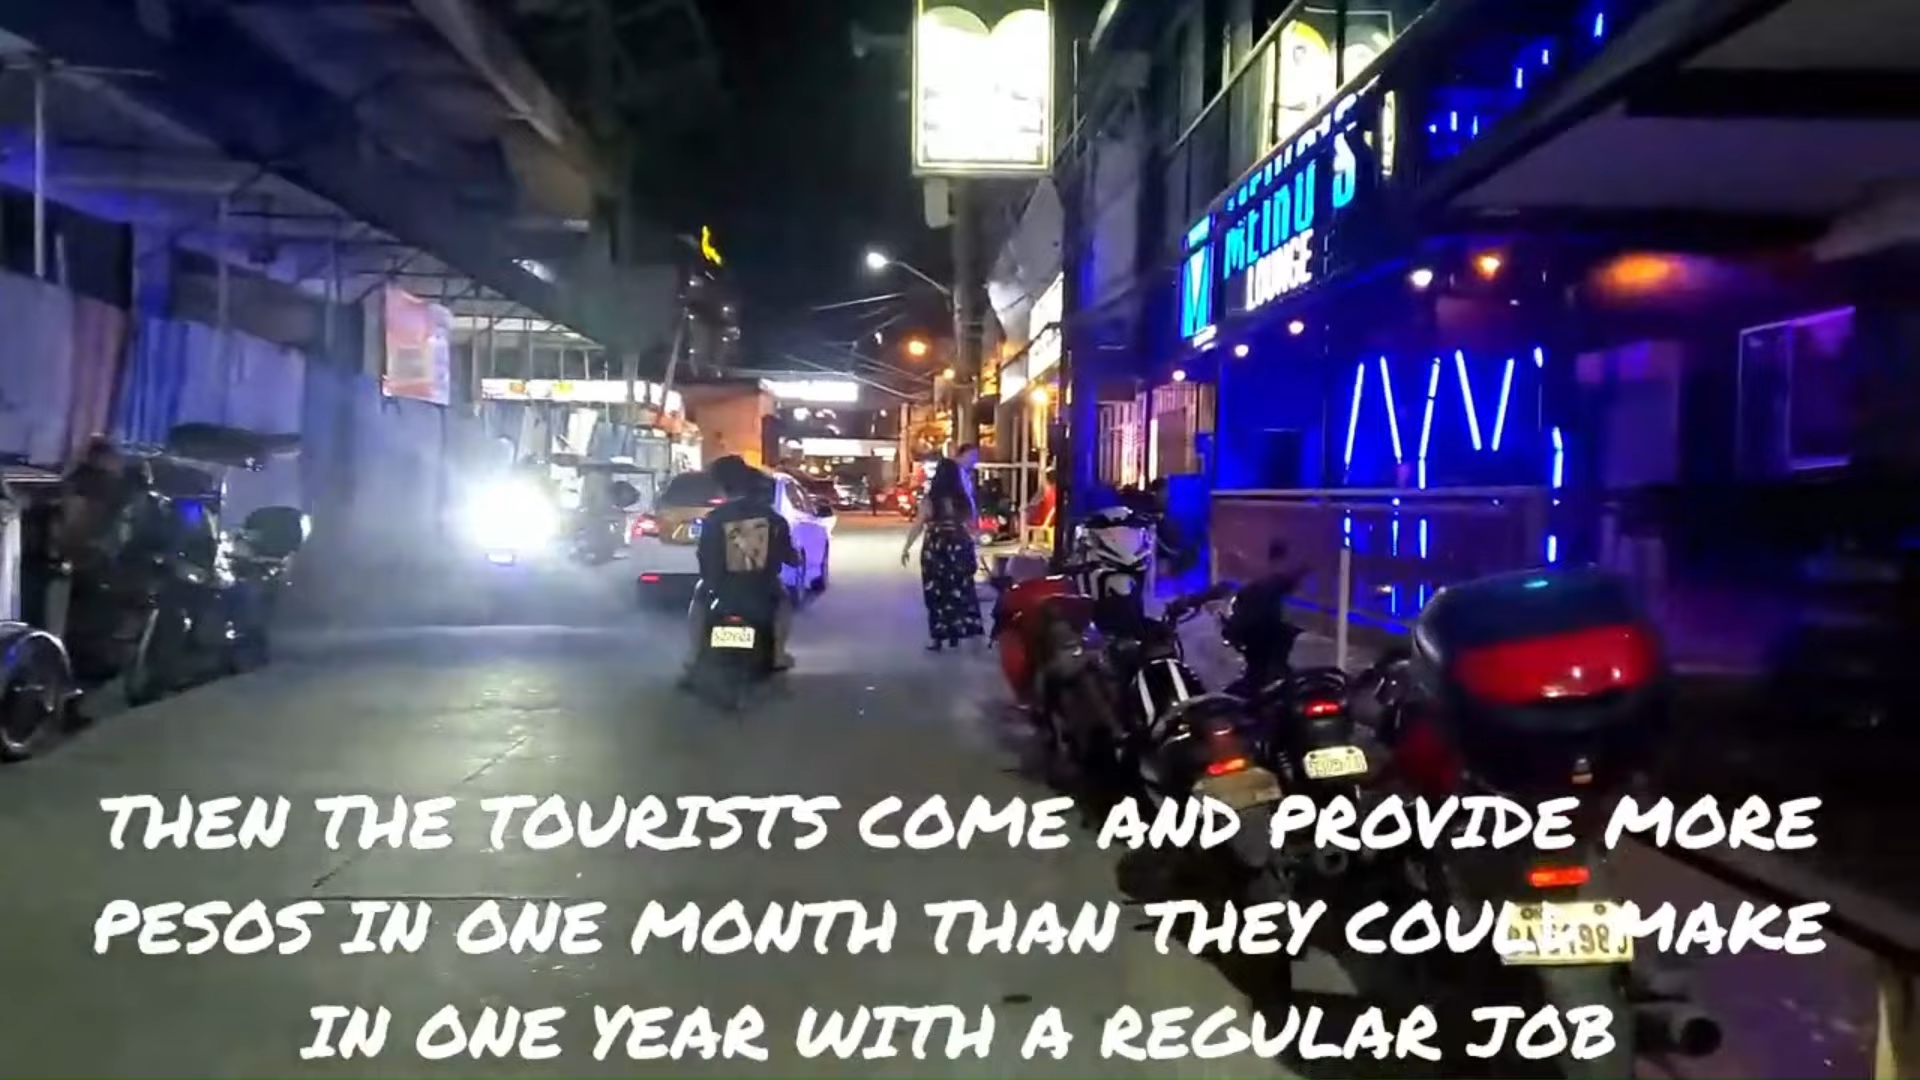 MEINU'S
LOUNGE
THEN THE TOURISTS COME AND PROVIDE MORE
PESOS IN ONE MONTH THAN THEY COULD MAKE
IN ONE YEAR WITH A REGULAR JOB